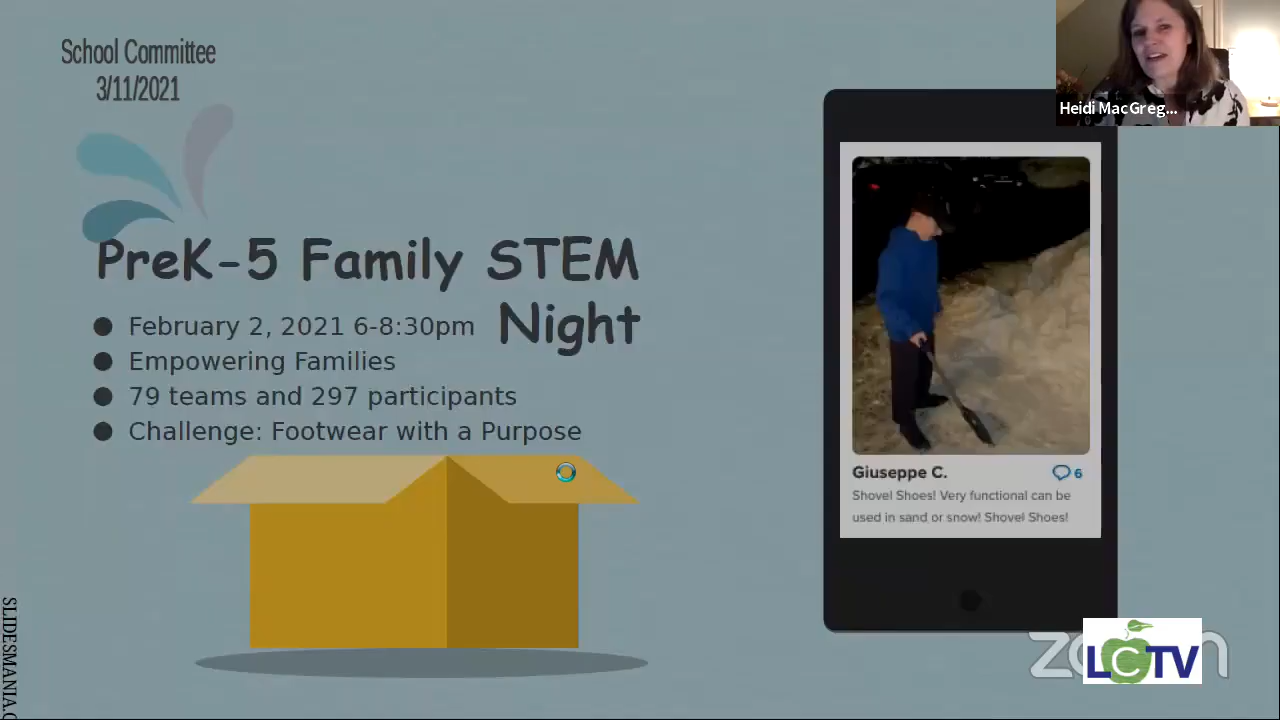 School Committee
3/11/2021
Heidi MacGreg...
PreK-5 Family STEM
Night
February 2, 2021 6-8:30pm
Empowering Families
79 teams and 297 participants
Challenge: Footwear with a Purpose
Giuseppe C.
6
Shovel Shoes! Very functional can be
used in sand or snow! Shovel Shoes!
SLIDESMANIA.C
zoom
LCTV